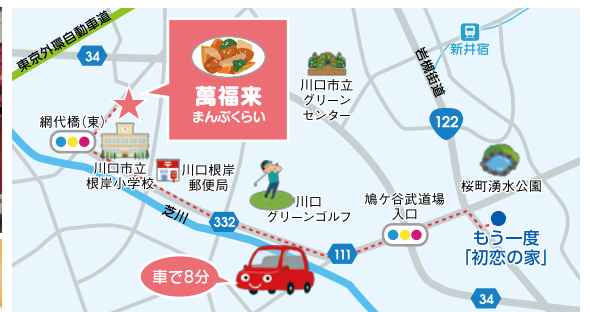 東京外環自動車道
34
萬福来
まんぷくらい
川口市立
グリーン
センター
新井宿
岩槻街道
122
網代橋(東)
川口市立
根岸小学校
川口根岸
郵便局
川口
グリーンゴルフ
鳩ケ谷武道場
入口
桜町湧水公園
芝川
332
111
もう一度
「初恋の家」
車で8分
34